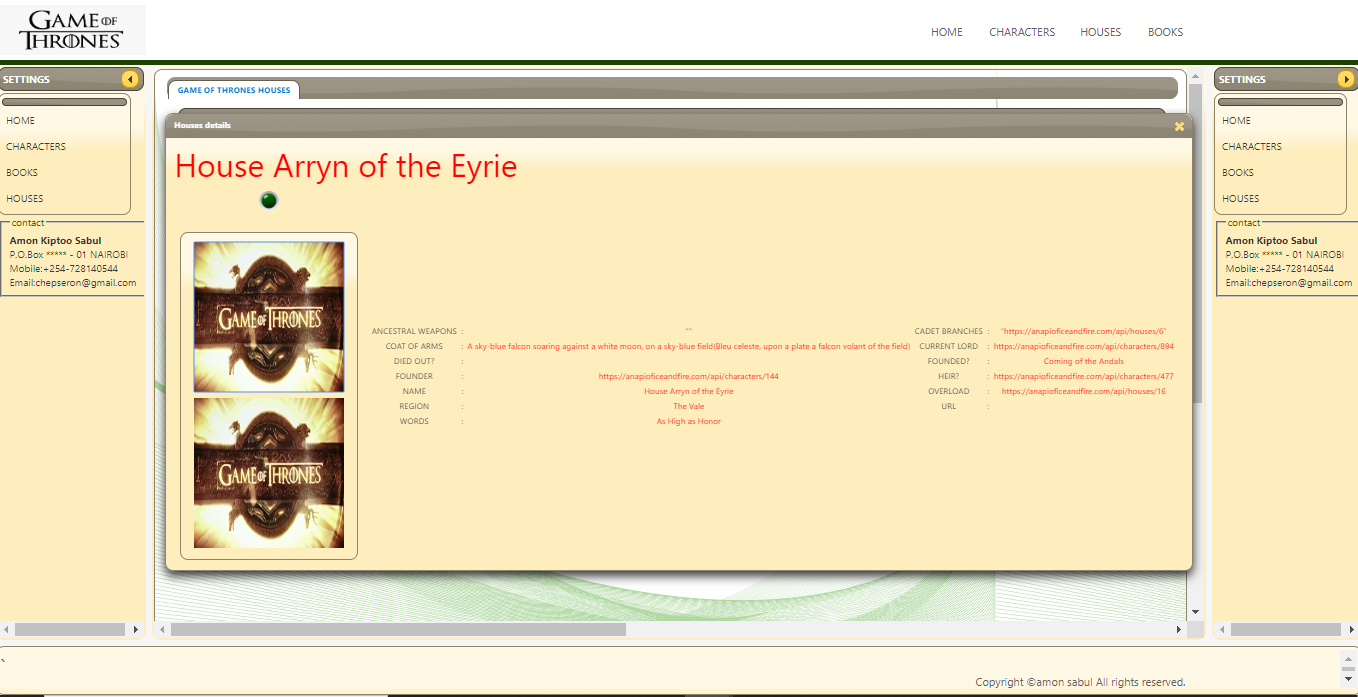 GAME OF
THRONES
HOME CHARACTERS HOUSES BOOKS
SETTINGS
HOME
CHARACTERS
BOOKS
HOUSES
contact
Amon Kiptoo Sabul
P.O.Box ***** - 01 NAIROBI
Mobile:+254-728140544
Email:chepseron@gmail.com
GAME OF THRONES HOUSES
Houses details
House Arryn of the Eyrie
GAME OF THRONES
GAME OF THRONES
ANCESTRAL WEAPONS : "" CADET BRANCHES : "https://anapioficeandfire.com/api/houses/6"
COAT OF ARMS : A sky-blue falcon soaring against a white moon, on a sky-blue field(Bleu celeste, upon a plate a falcon volant of the field) CURRENT LORD : https://anapioficeandfire.com/api/characters/894
DIED OUT? : FOUNDED? : Coming of the Andals
FOUNDER : https://anapioficeandfire.com/api/characters/144 HEIR? : https://anapioficeandfire.com/api/characters/477
NAME : House Arryn of the Eyrie OVERLOAD : https://anapioficeandfire.com/api/houses/16
REGION : The Vale URL :
WORDS : As High as Honor
SETTINGS
HOME
CHARACTERS
BOOKS
HOUSES
contact
Amon Kiptoo Sabul
P.O.Box ***** - 01 NAIROBI
Mobile:+254-728140544
Email:chepseron@gmail.com
`
Copyright ©amon sabul All rights reserved.